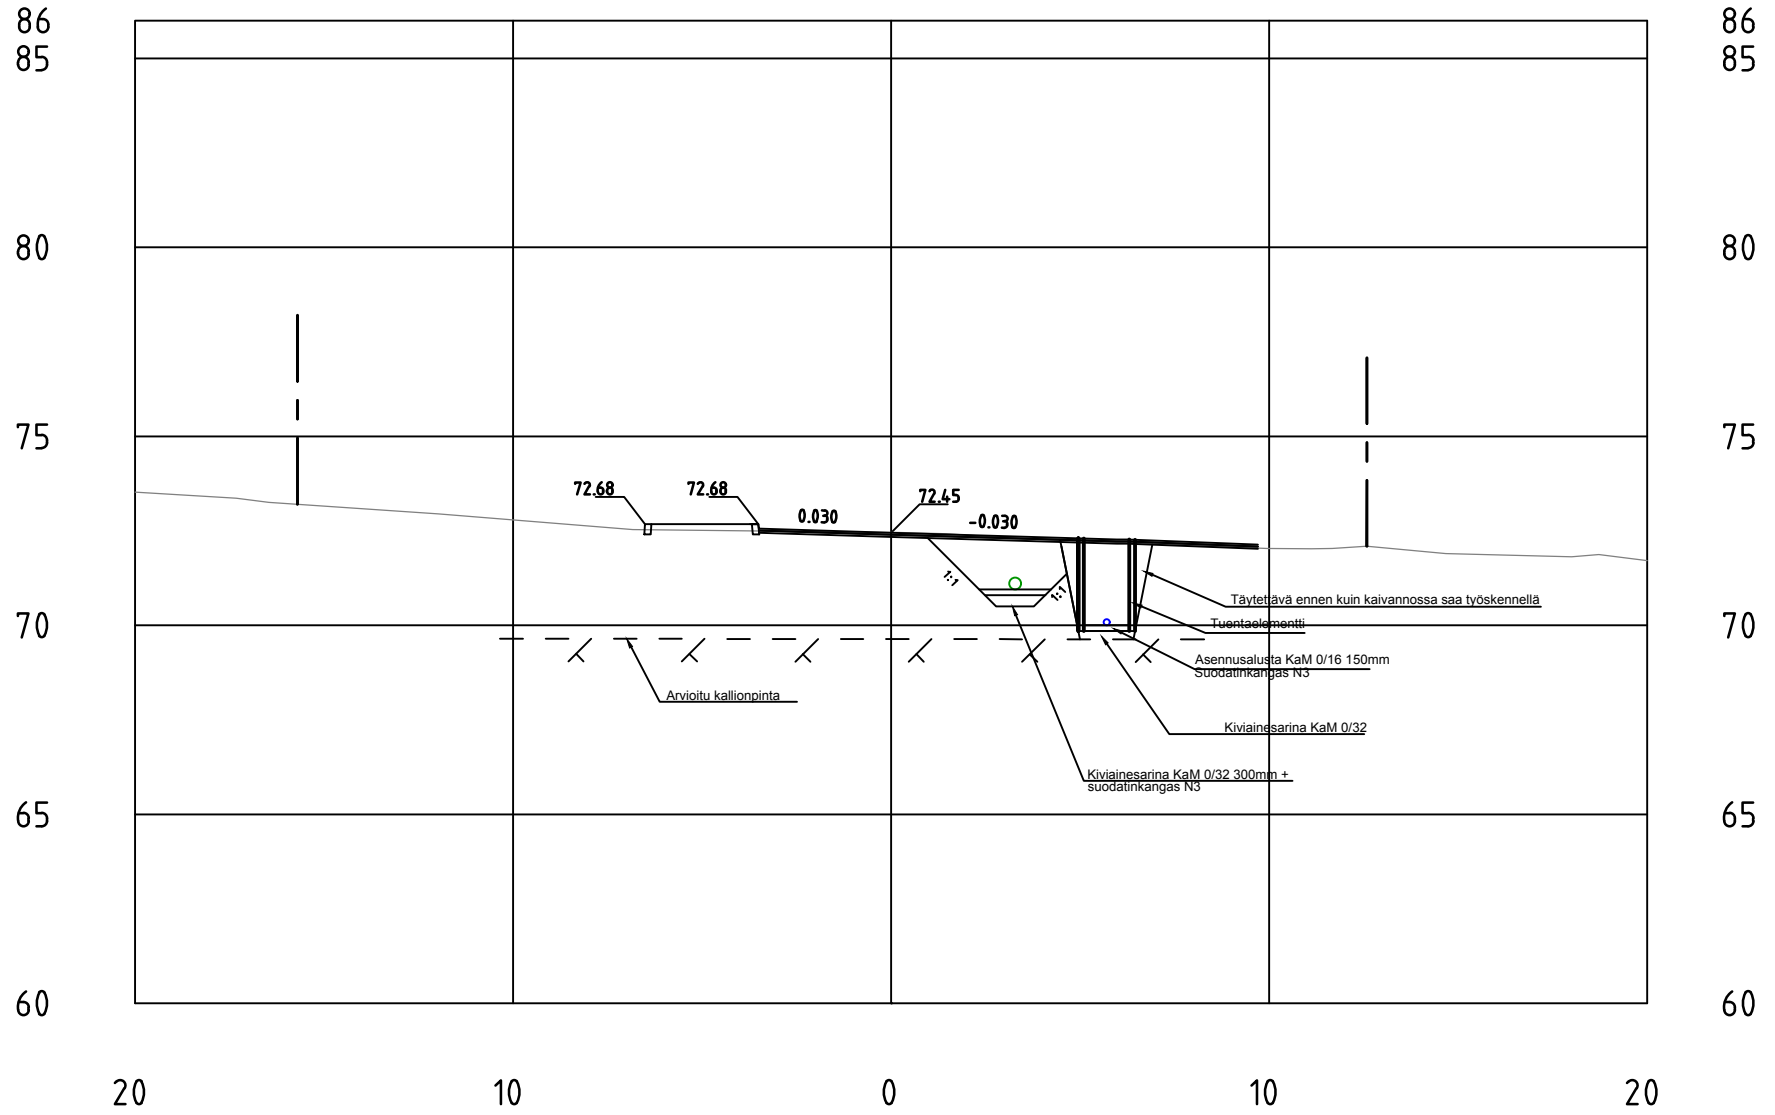 86 86
85 85
80 80
75 75
72.68 72.68 72.45
0.030 -0.030
1:1 1:1
Täytettävä ennen kuin kaivannossa saa työskennellä
70 70
Tuentaelementti
Asennusalusta KaM 0/16 150mm
Suodatinkangas N3
Arvioitu kallionpinta
Kiviainesarina KaM 0/32
Kiviainesarina KaM 0/32 300mm +
suodatinkangas N3
65 65
60 60
20 10 0 10 20